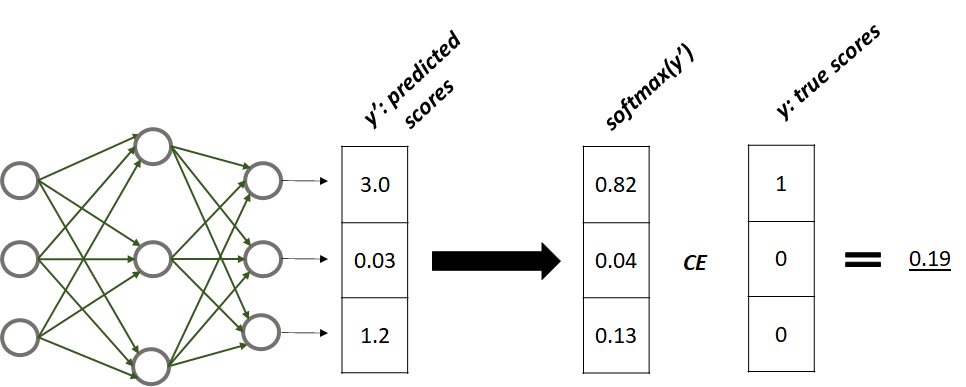 y': predicted
scores
softmax(y')
y: true scores
3.0
0.03
1.2
0.82
0.04
0.13
CE
1
0
0
=
0.19